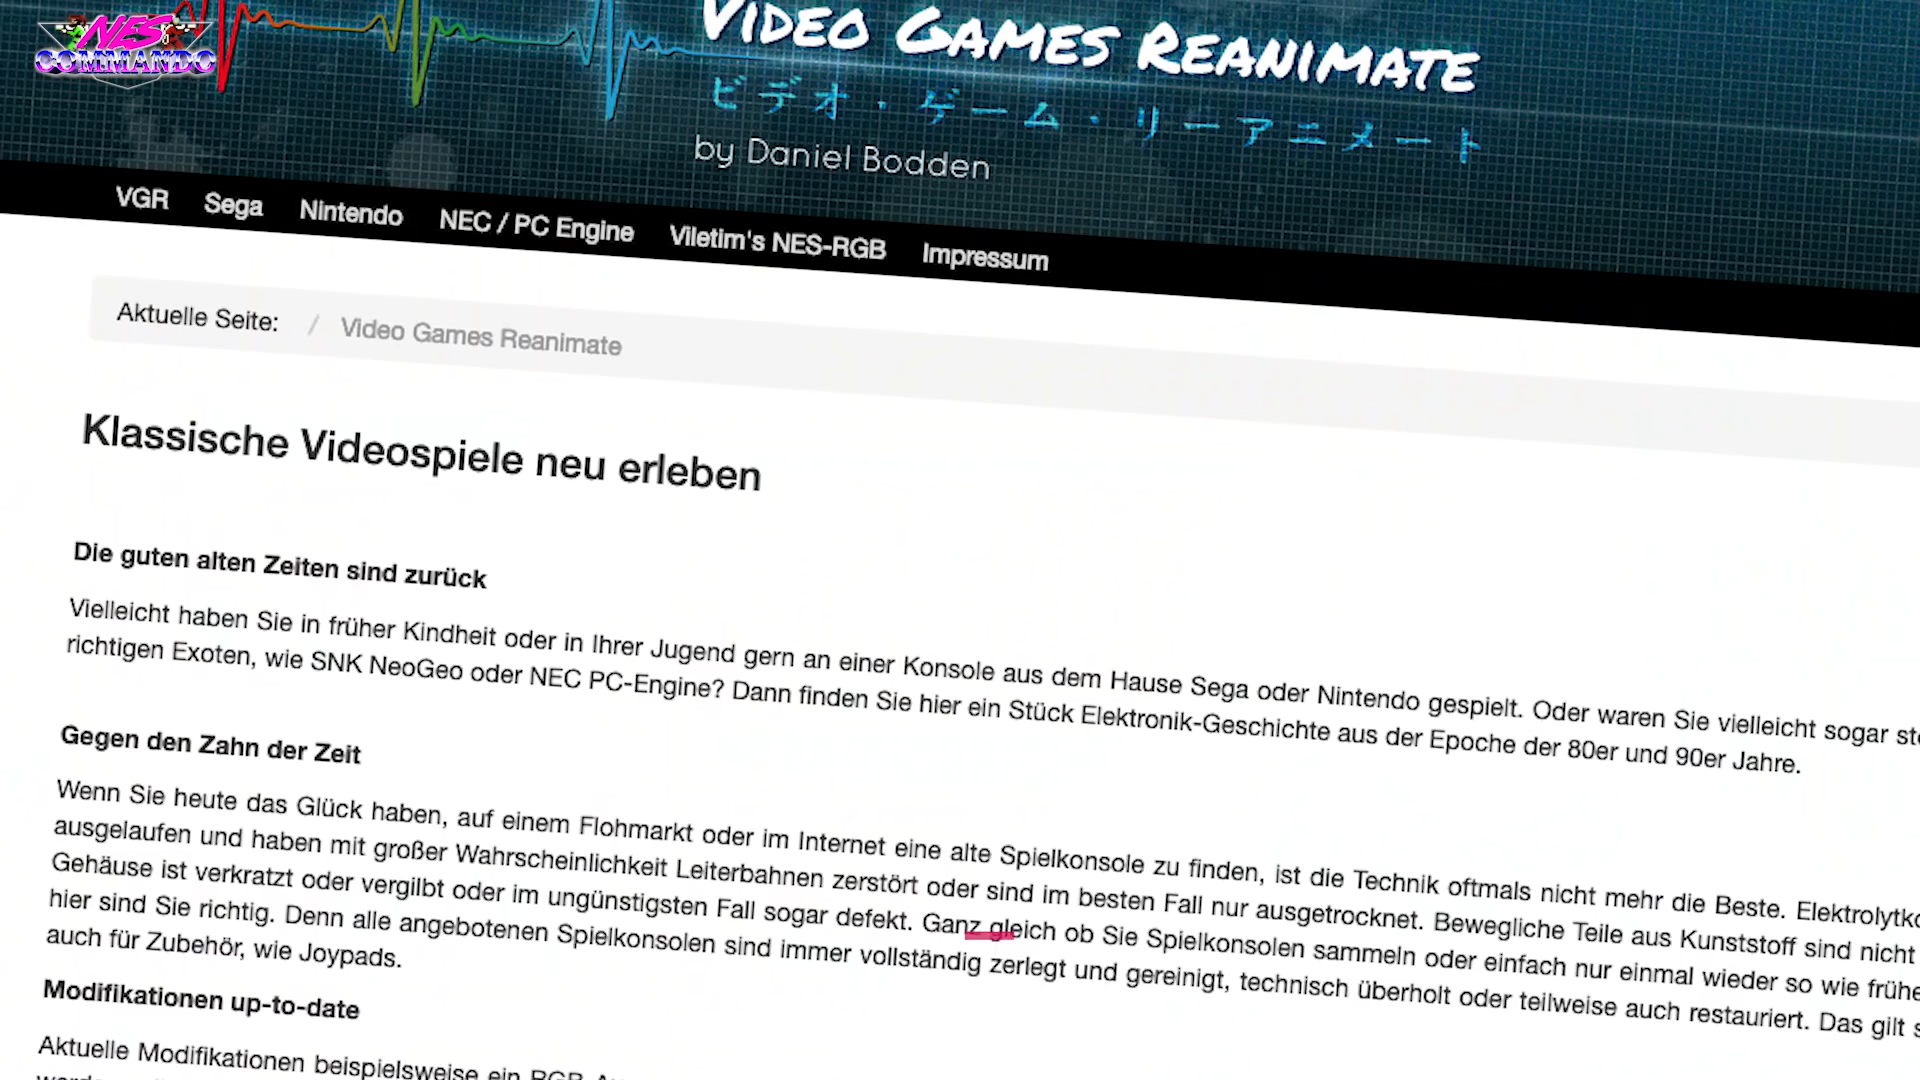 NES
COMMANDO
VIDEO GAMES REANIMATE
ビデオ・ゲーム・リーアニメート
by Daniel Bodden
VGR Sega Nintendo NEC / PC Engine Viletim's NES-RGB Impressum
Aktuelle Seite: / Video Games Reanimate
Klassische Videospiele neu erleben
Die guten alten Zeiten sind zurück
Vielleicht haben Sie in früher Kindheit oder in Ihrer Jugend gern an einer Konsole aus dem Hause Sega oder Nintendo gespielt. Oder waren Sie vielleicht sogar
richtigen Exoten, wie SNK NeoGeo oder NEC PC-Engine? Dann finden Sie hier ein Stück Elektronik-Geschichte aus der Epoche der 80er und 90er Jahre.
Gegen den Zahn der Zeit
Wenn Sie heute das Glück haben, auf einem Flohmarkt oder im Internet eine alte Spielkonsole zu finden, ist die Technik oftmals nicht mehr die Beste.
ausgelaufen und haben mit großer Wahrscheinlichkeit Leiterbahnen zerstört oder sind im besten Fall nur ausgetrocknet. Bewegliche Teile aus Kunststoff sind nicht
Gehäuse ist verkratzt oder vergilbt oder im ungünstigsten Fall sogar defekt. Ganz gleich ob Sie Spielkonsolen sammeln oder einfach nur einmal wieder so wie
hier sind Sie richtig. Denn alle angebotenen Spielkonsolen sind immer vollständig zerlegt und gereinigt, technisch überholt oder teilweise auch restauriert. Das gilt
auch für Zubehör, wie Joypads.
Modifikationen up-to-date
Aktuelle Modifikationen beispielsweise ein RGB